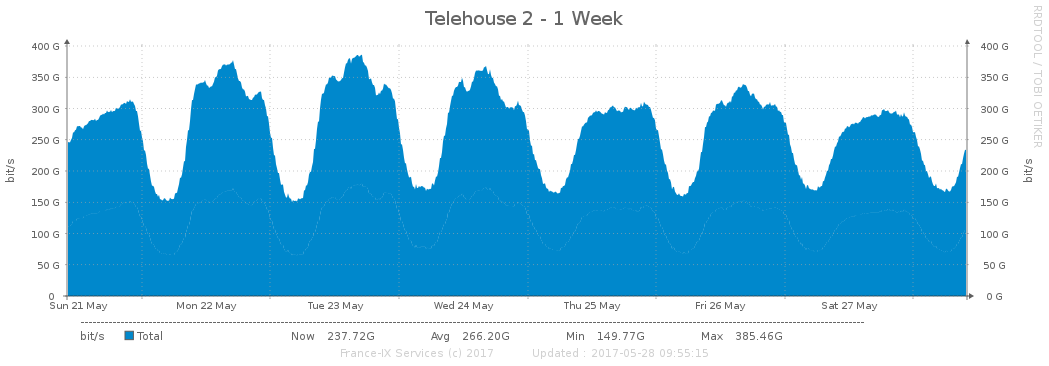 Telehouse 2 - 1 Week
RRDTOOL / TOBI OETIKER
bit/s
400 G 400 G
350 G 350 G
300 G 300 G
250 G 250 G
200 G 200 G
150 G 150 G
100 G 100 G
50 G 50 G
0 0 G
bit/s
Sun 21 May Mon 22 May Tue 23 May Wed 24 May Thu 25 May Fri 26 May Sat 27 May
bit/s Total Now 237.72G Avg 266.20G Min 149.77G Max 385.46G
France-IX Services (c) 2017 Updated : 2017-05-28 09:55:15